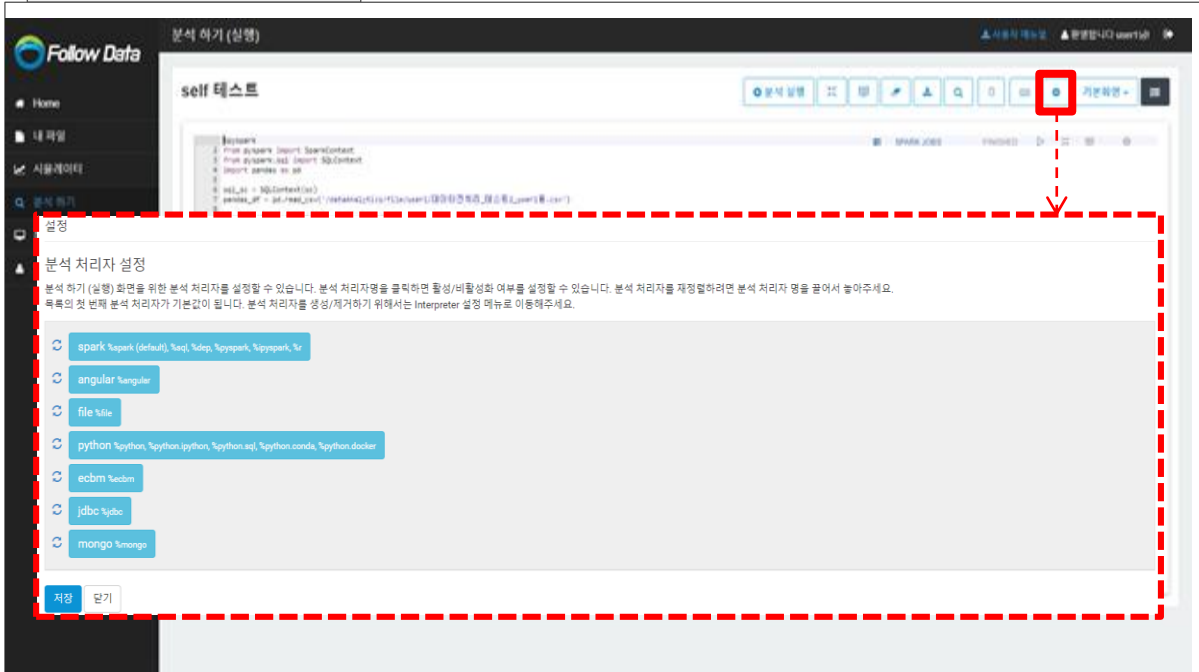 Follow Data
분석 하기 (실행)
사용자 매뉴얼
Home
내 파일
시뮬레이터
분석 하기
self 테스트
분석 실행
기본화면
SPARK JOBS FINISHED
%pyspark
from pyspark import SparkContext
from pyspark.sql import SQLContext
import pandas as pd
sql_sc = SQLContext(sc)
설정
분석 처리자 설정
분석 하기 (실행) 화면을 위한 분석 처리자를 설정할 수 있습니다. 분석 처리자명을 클릭하면 활성/비활성화 여부를 설정할 수 있습니다. 분석 처리자를 재정렬하려면 분석 처리자 명을 끌어서 놓아주세요.
목록의 첫 번째 분석 처리자가 기본값이 됩니다. 분석 처리자를 생성/제거하기 위해서는 Interpreter 설정 메뉴로 이동해주세요.
spark %spark (default), %sql, %dep, %pyspark, %ipyspark, %r
angular %angular
file %file
python %python, %python.ipython, %python.sql, %python.conda, %python.docker
ecbm %ecbm
jdbc %jdbc
mongo %mongo
저장 닫기